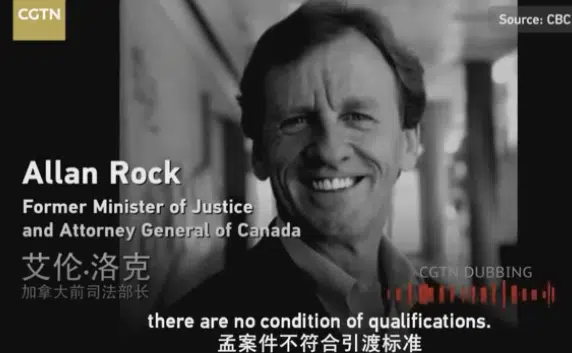 CGTN
Source: CBC
Allan Rock
Former Minister of Justice
and Attorney General of Canada
艾伦·洛克
加拿大前司法部长
CGTN DUBBING
there are no condition of qualifications.
孟案件不符合引渡标准